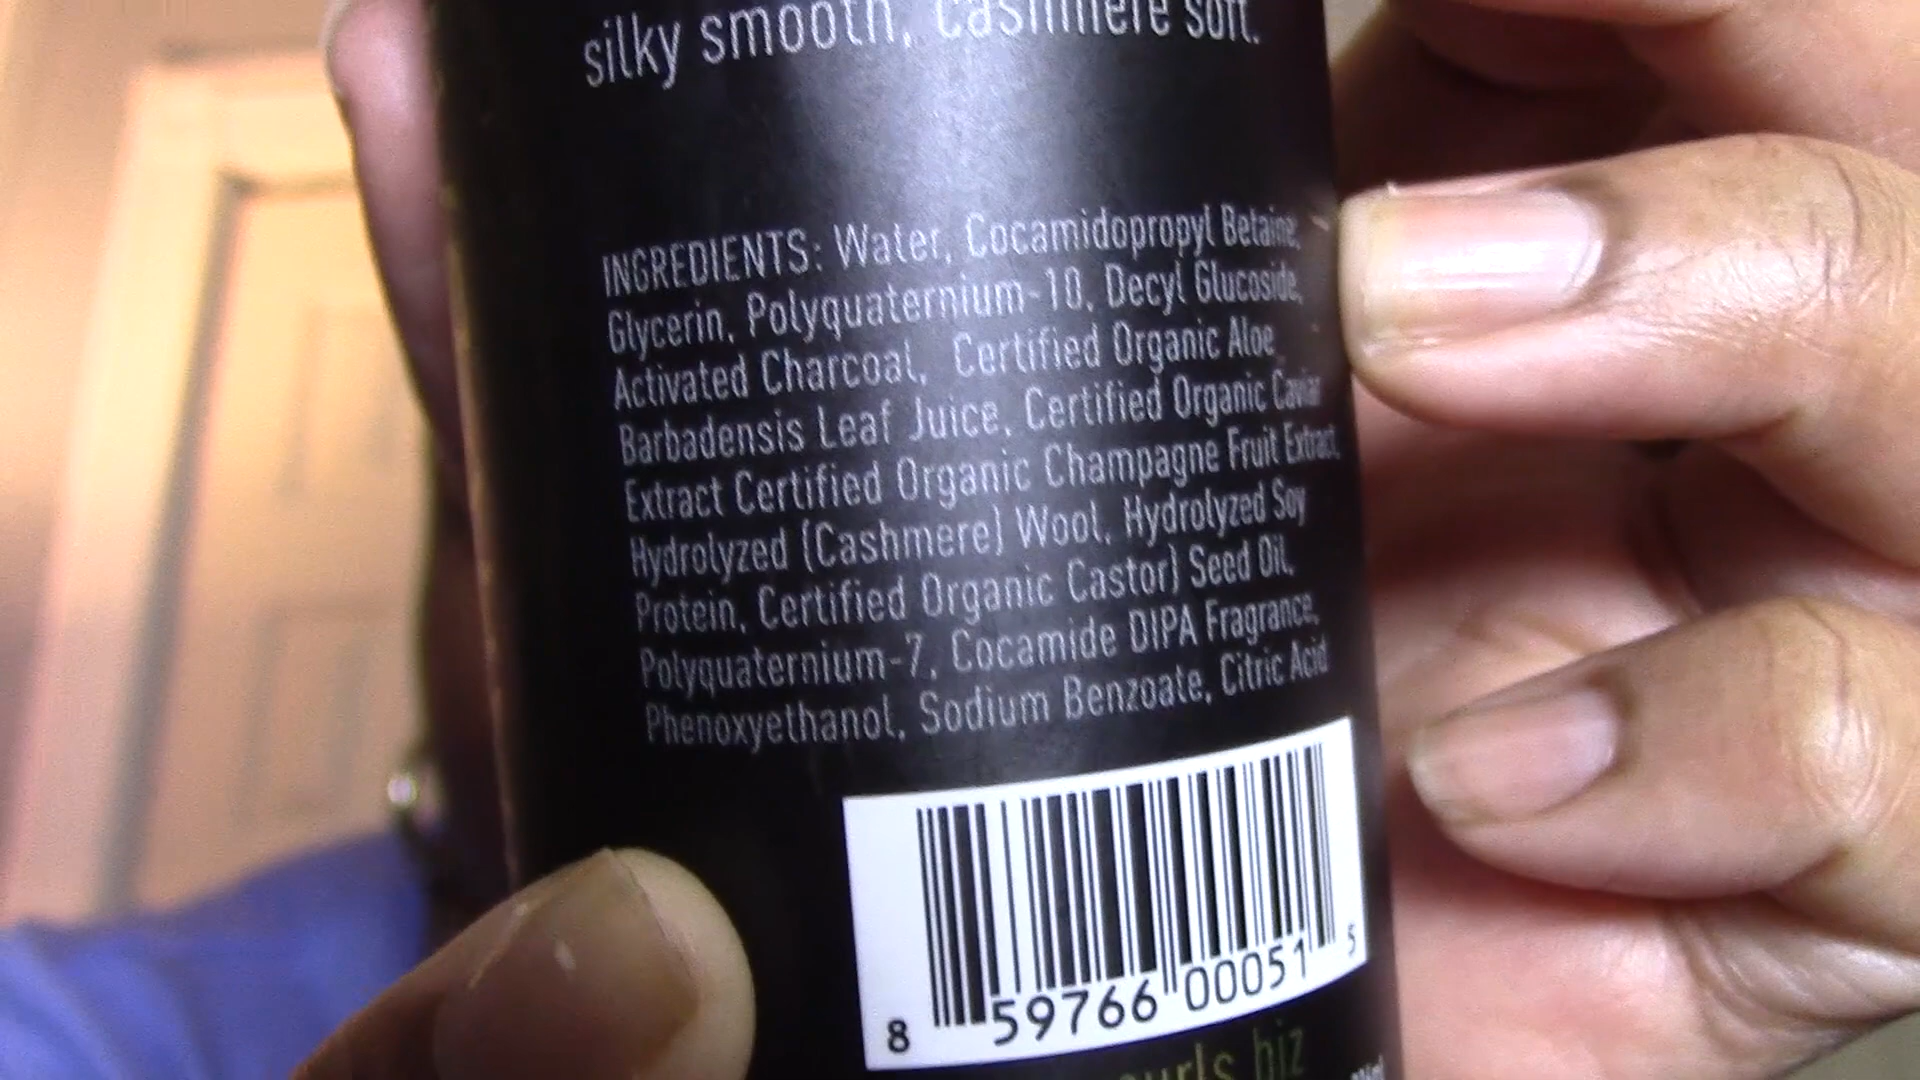 silky smooth, cashmere soft.
INGREDIENTS: Water, Cocamidopropyl Betaine,
Glycerin, Polyquaternium-10, Decyl Glucoside,
Activated Charcoal, Certified Organic Aloe
Barbadensis Leaf Juice, Certified Organic Caviar
Extract Certified Organic Champagne Fruit Extract,
Hydrolyzed (Cashmere) Wool, Hydrolyzed Soy
Protein, Certified Organic Castor) Seed Oil,
Polyquaternium-7, Cocamide DIPA Fragrance,
Phenoxyethanol, Sodium Benzoate, Citric Acid
8 59766 00051 5
curls biz